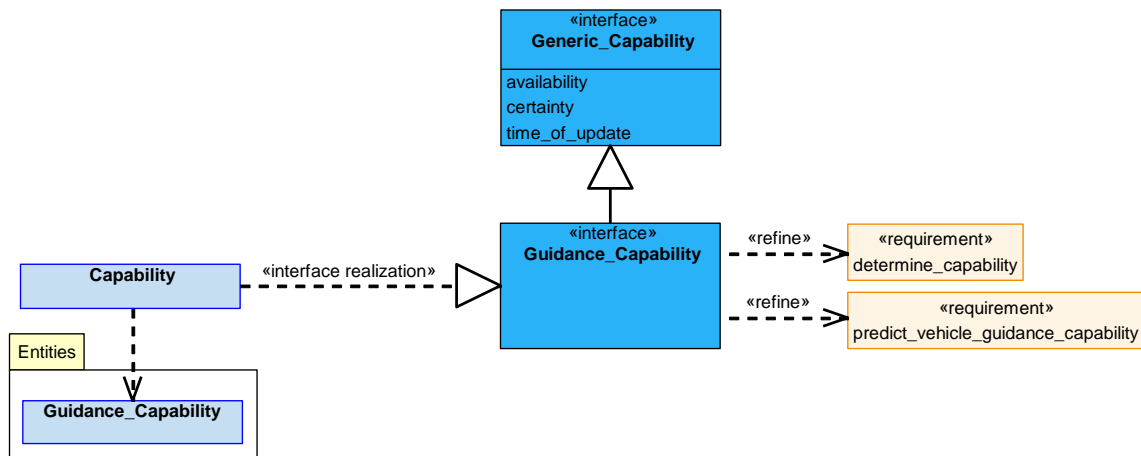 «interface»
Generic_Capability
availability
certainty
time_of_update
«interface»
Guidance_Capability
«refine»
«requirement»
determine_capability
Capability
«interface realization»
«refine»
«requirement»
predict_vehicle_guidance_capability
Entities
Guidance_Capability